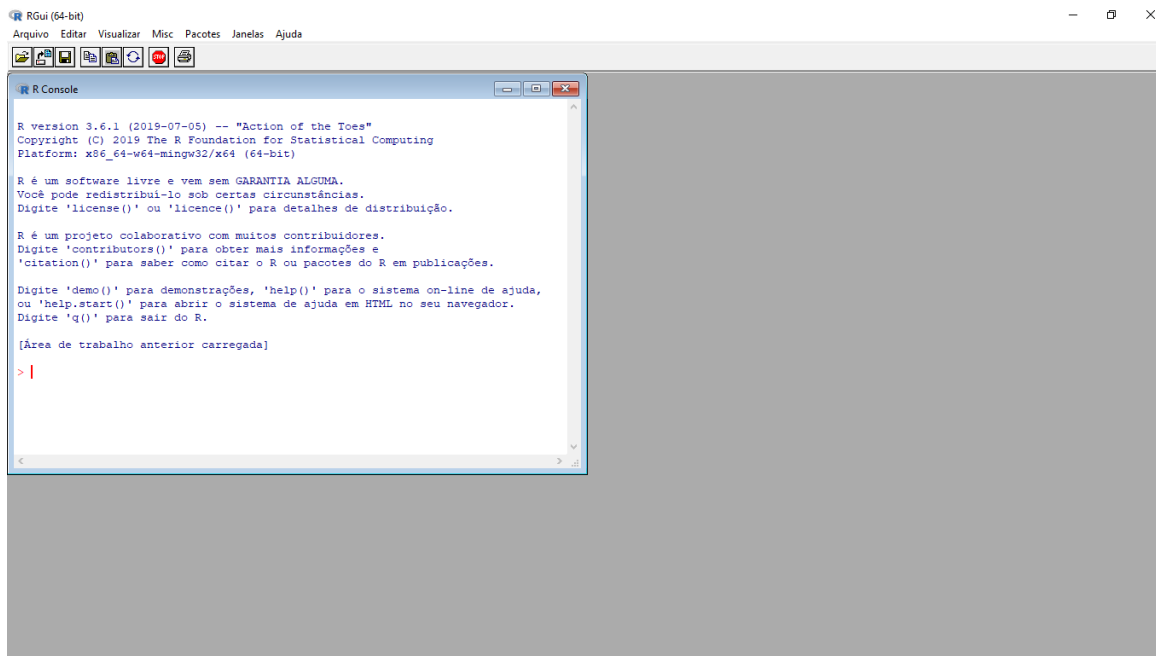 RGui (64-bit)
Arquivo Editar Visualizar Misc Pacotes Janelas Ajuda
STOP
R Console
R version 3.6.1 (2019-07-05) -- "Action of the Toes"
Copyright (C) 2019 The R Foundation for Statistical Computing
Platform: x86_64-w64-mingw32/x64 (64-bit)
R é um software livre e vem sem GARANTIA ALGUMA.
Você pode redistribuí-lo sob certas circunstâncias.
Digite 'license()' ou 'licence()' para detalhes de distribuição.
R é um projeto colaborativo com muitos contribuidores.
Digite 'contributors()' para obter mais informações e
'citation()' para saber como citar o R ou pacotes do R em publicações.
Digite 'demo()' para demonstrações, 'help()' para o sistema on-line de ajuda,
ou 'help.start()' para abrir o sistema de ajuda em HTML no seu navegador.
Digite 'q()' para sair do R.
[Área de trabalho anterior carregada]
>